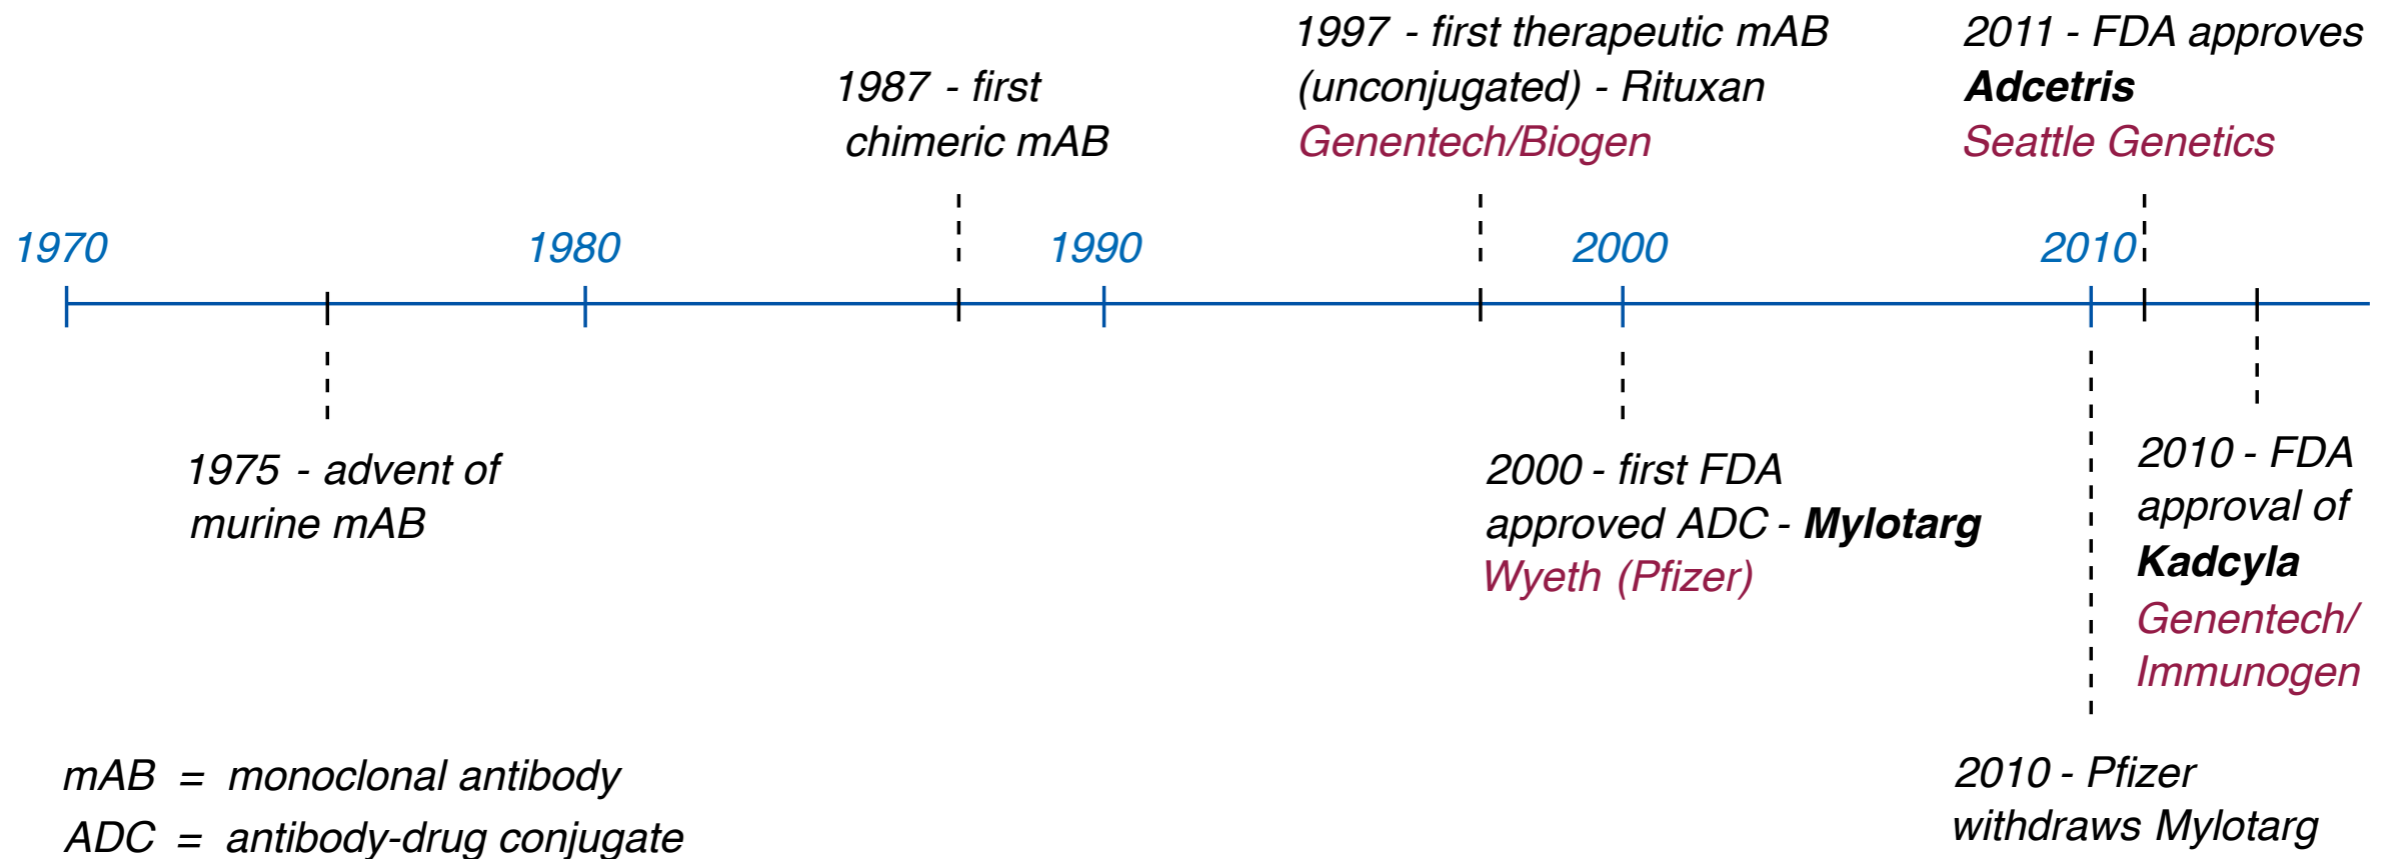 1997 - first therapeutic mAB
(unconjugated) - Rituxan
Genentech/Biogen
2011 - FDA approves
Adcetris
Seattle Genetics
1987 - first
chimeric mAB
1970
1980
1990
2000
2010
1975 - advent of
murine mAB
2000 - first FDA
approved ADC - Mylotarg
Wyeth (Pfizer)
2010 - FDA
approval of
Kadcyla
Genentech/
Immunogen
2010 - Pfizer
withdraws Mylotarg
mAB = monoclonal antibody
ADC = antibody-drug conjugate